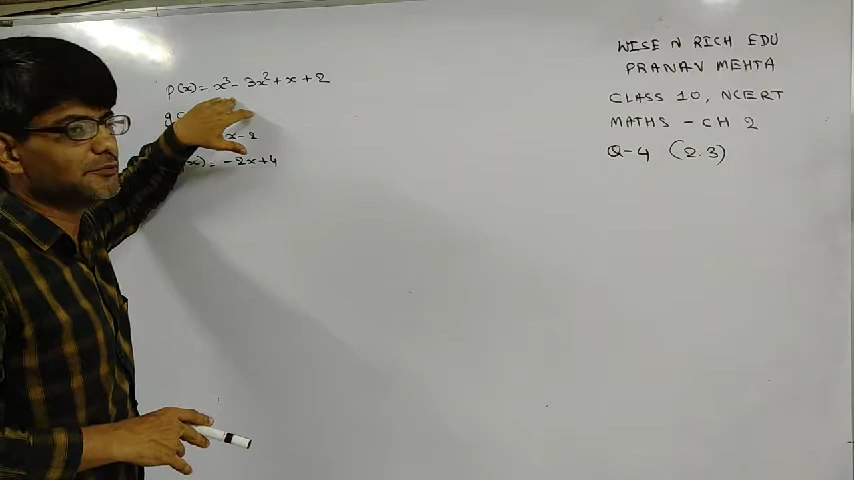 p(x) = x³ - 3x² + x + 2
x - 2
(x) = - 2x + 4
WISE N RICH EDU
PRANAV MEHTA
CLASS 10, NCERT
MATHS - CH 2
Q-4 (2.3)